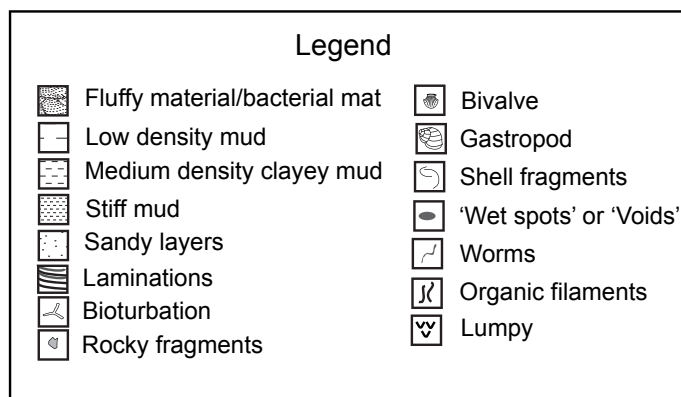 Legend
Fluffy material/bacterial mat
Low density mud
Medium density clayey mud
Stiff mud
Sandy layers
Laminations
Bioturbation
Rocky fragments
Bivalve
Gastropod
Shell fragments
‘Wet spots’ or ‘Voids’
Worms
Organic filaments
Lumpy